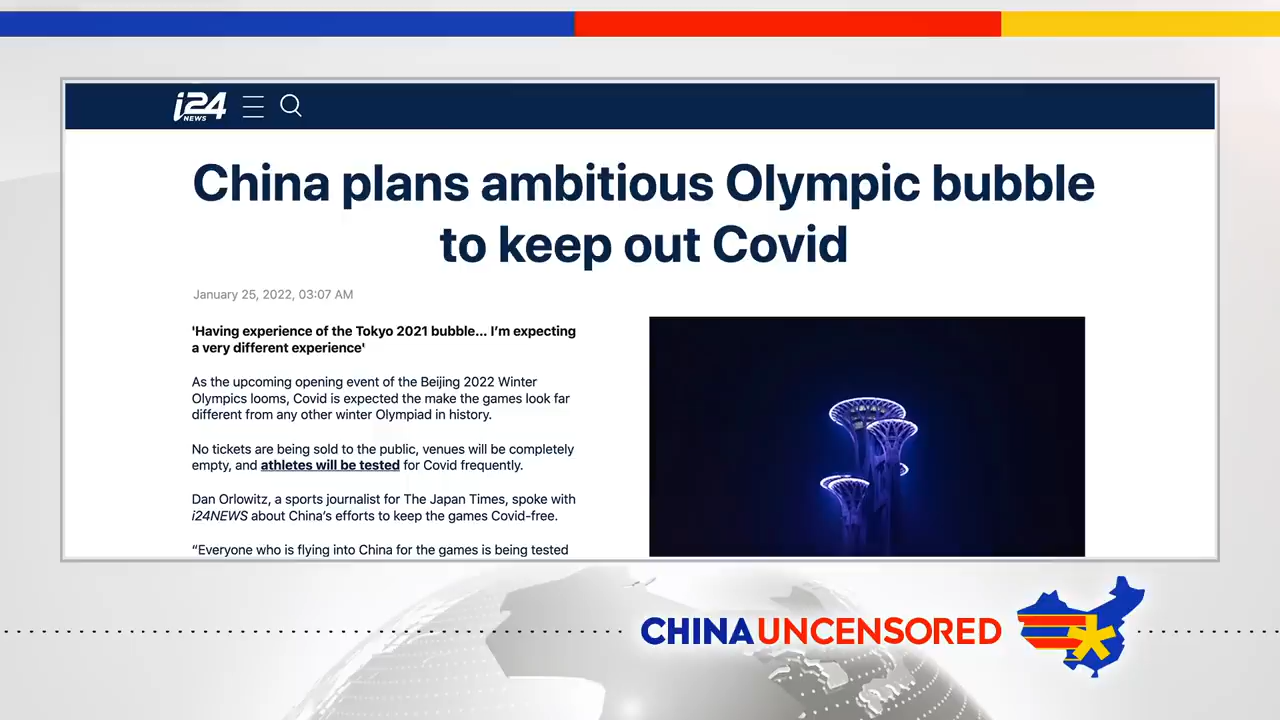 i24
NEWS
China plans ambitious Olympic bubble
to keep out Covid
January 25, 2022, 03:07 AM
'Having experience of the Tokyo 2021 bubble... I’m expecting
a very different experience'
As the upcoming opening event of the Beijing 2022 Winter
Olympics looms, Covid is expected the make the games look far
different from any other winter Olympiad in history.
No tickets are being sold to the public, venues will be completely
empty, and athletes will be tested for Covid frequently.
Dan Orlowitz, a sports journalist for The Japan Times, spoke with
i24NEWS about China’s efforts to keep the games Covid-free.
“Everyone who is flying into China for the games is being tested
CHINA UNCENSORED